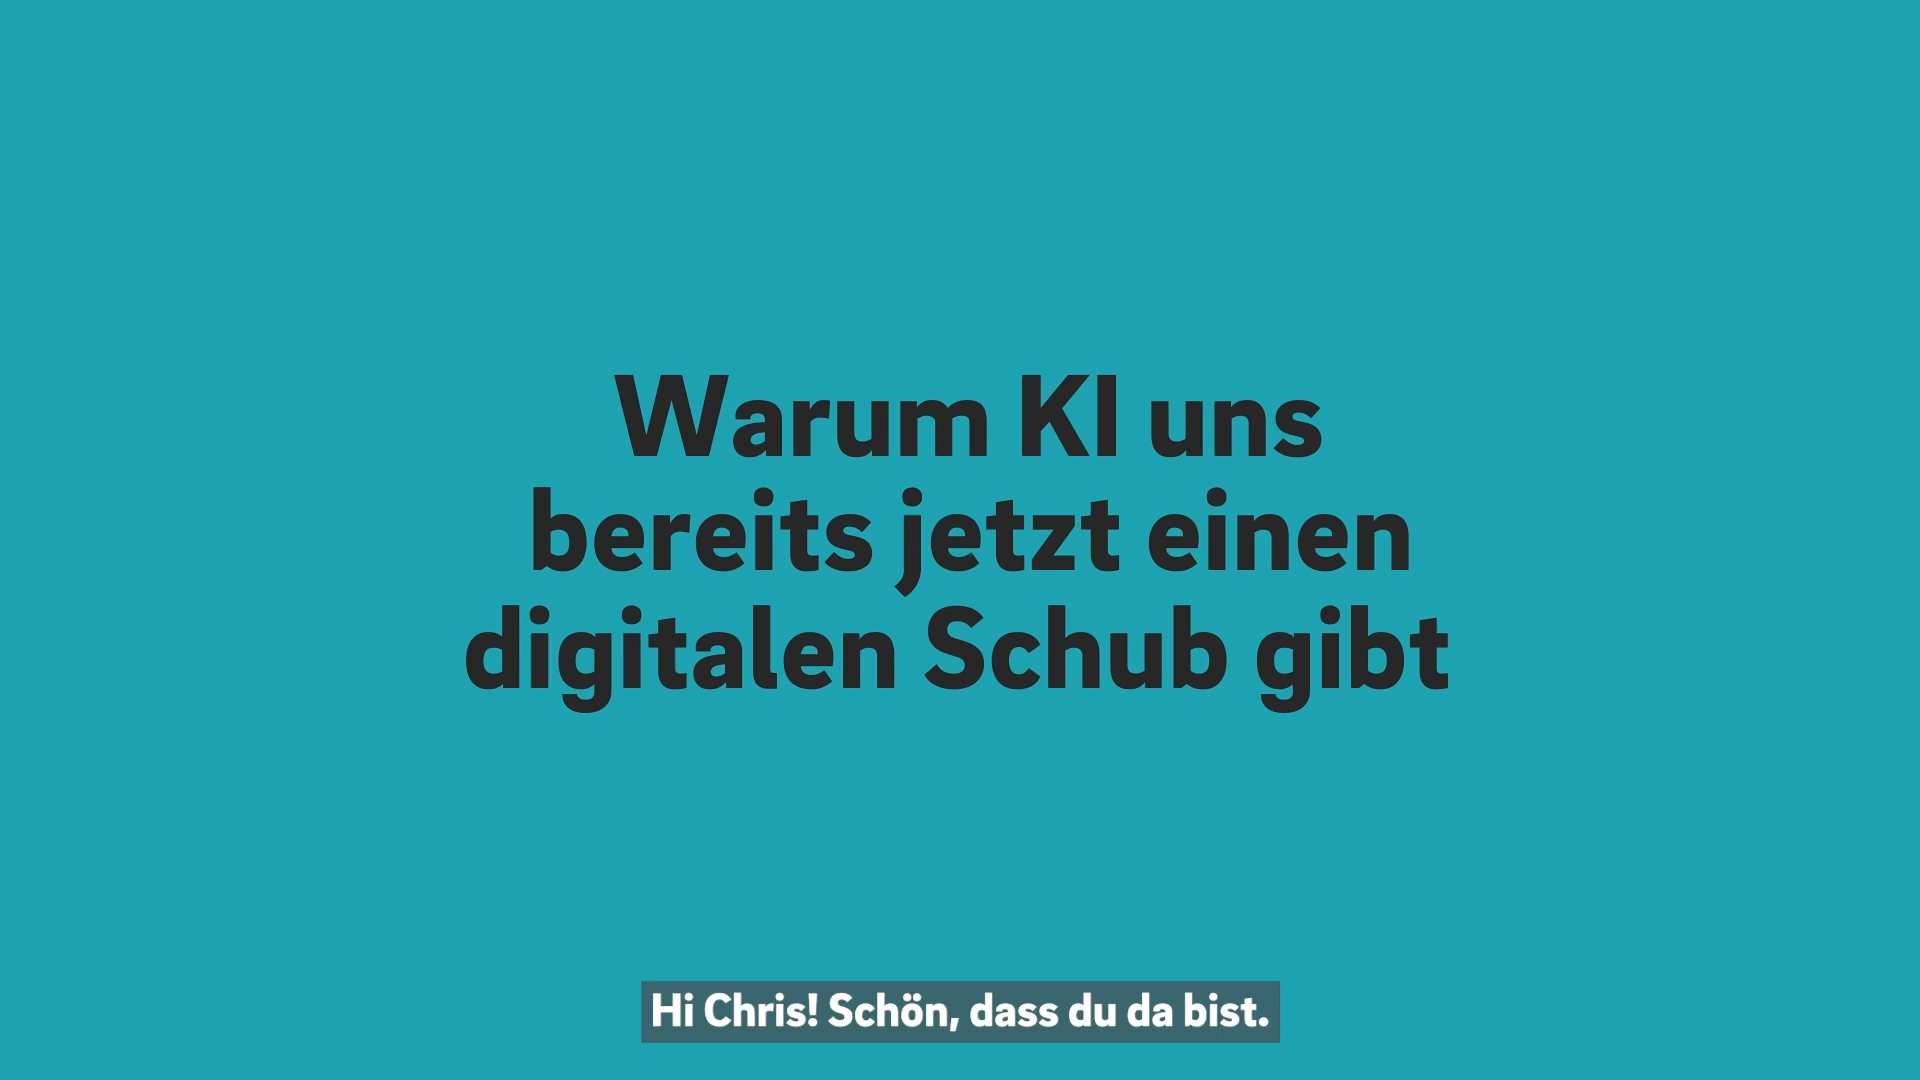 Warum KI uns
bereits jetzt einen
digitalen Schub gibt
Hi Chris! Schön, dass du da bist.